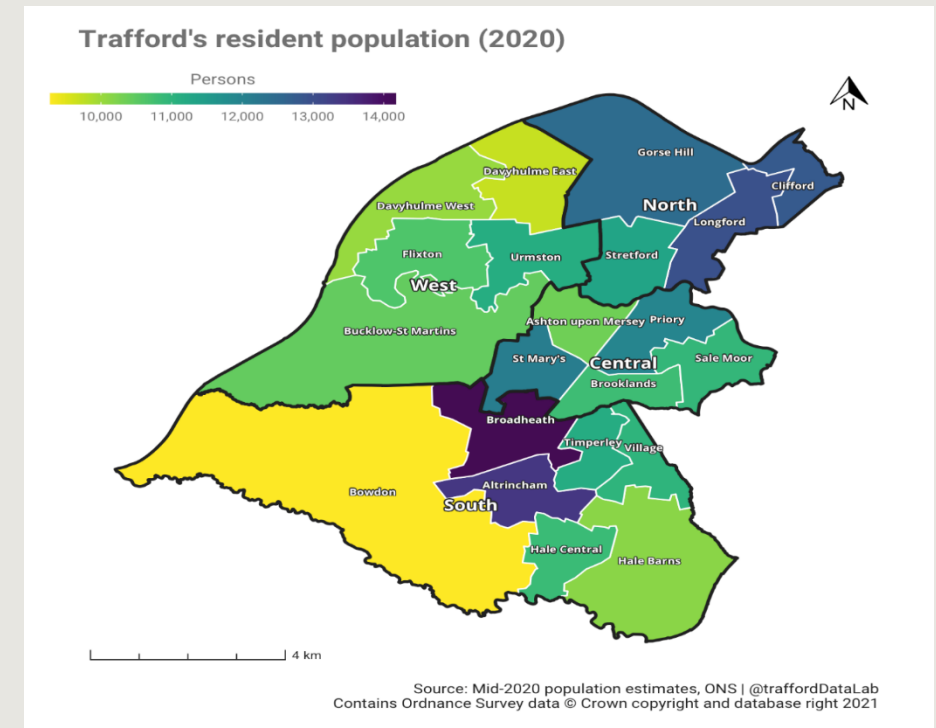 Trafford's resident population (2020)
Persons
10,000 11,000 12,000 13,000 14,000
N
Gorse Hill
Davyhulme East
Clifford
North
Davyhulme West
Longford
Flixton
Urmston
Stretford
West
Ashton upon Mersey
Priory
Bucklow-St Martins
St Mary's
Central
Sale Moor
Brooklands
Broadheath
Timperley
Village
Altrincham
Bowdon
South
Hale Central
Hale Barns
4 km
Source: Mid-2020 population estimates, ONS | @traffordDataLab
Contains Ordnance Survey data © Crown copyright and database right 2021